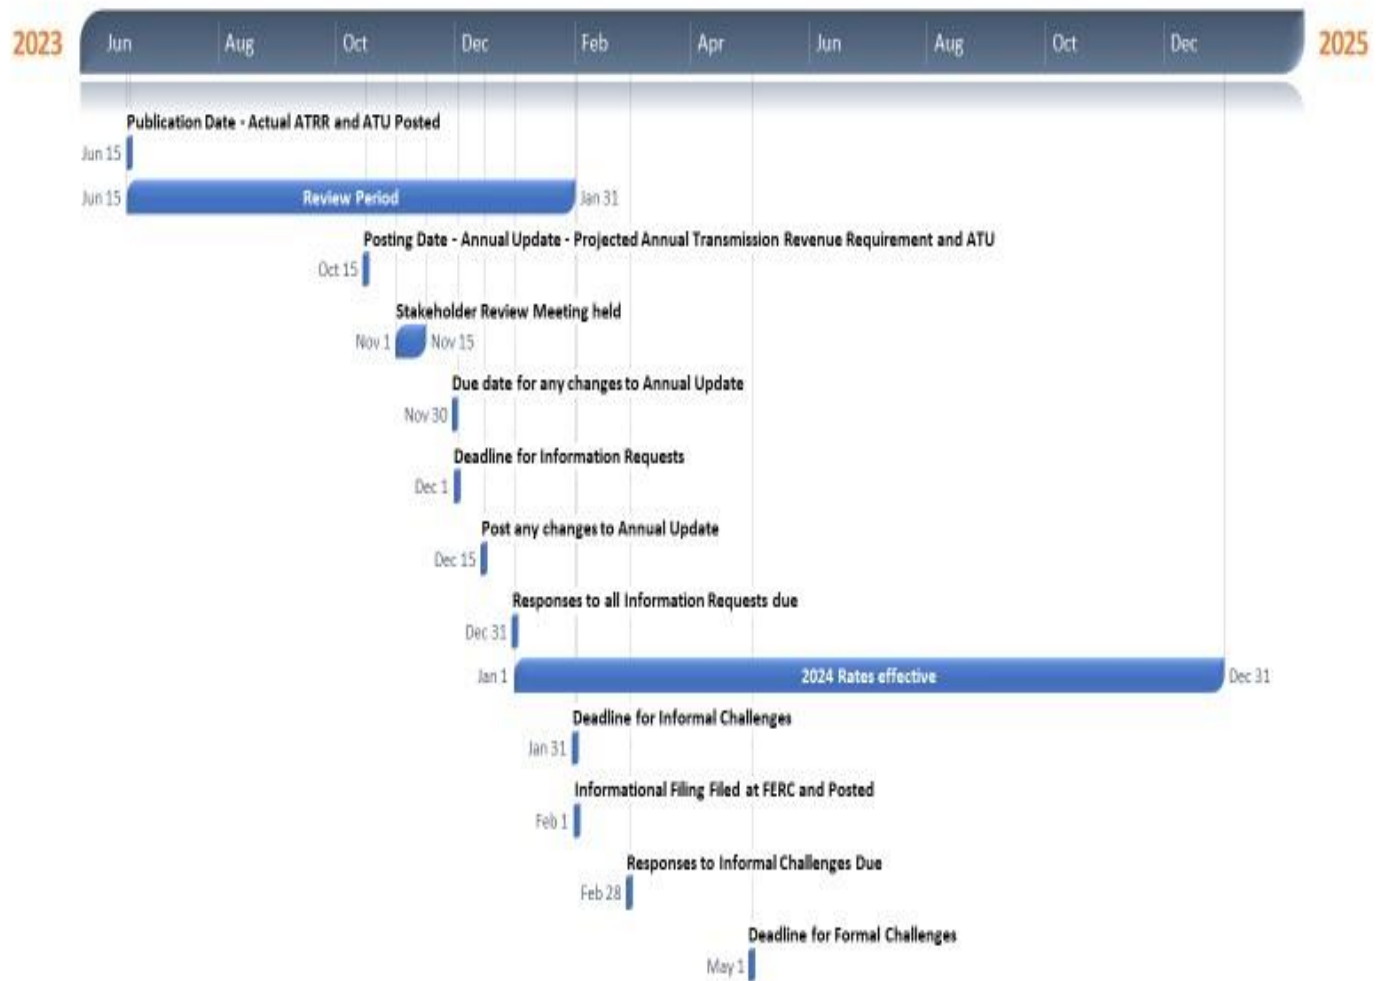 2023 Jun Aug Oct Dec Feb Apr Jun Aug Oct Dec 2025
Publication Date - Actual ATRR and ATU Posted
Jun 15
Jun 15 Review Period Jan 31
Posting Date - Annual Update - Projected Annual Transmission Revenue Requirement and ATU
Oct 15
Stakeholder Review Meeting held
Nov 1 Nov 15
Due date for any changes to Annual Update
Nov 30
Deadline for Information Requests
Dec 1
Post any changes to Annual Update
Dec 15
Responses to all Information Requests due
Dec 31
Jan 1 2024 Rates effective Dec 31
Deadline for Informal Challenges
Jan 31
Informational Filing Filed at FERC and Posted
Feb 1
Responses to Informal Challenges Due
Feb 28
Deadline for Formal Challenges
May 1